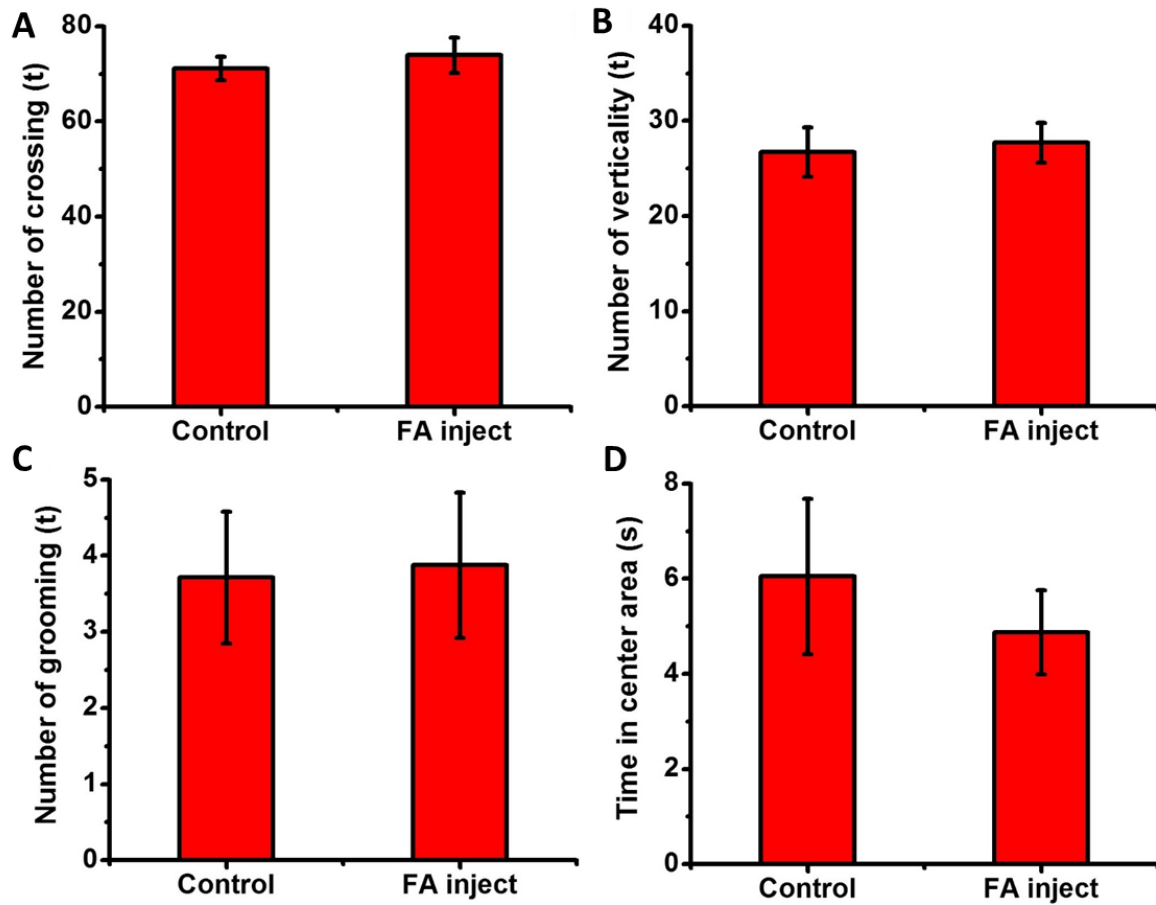 A
Number of crossing (t)
80
60
40
20
0
Control
FA inject
B
Number of verticality (t)
40
30
20
10
0
Control
FA inject
C
Number of grooming (t)
5
4
3
2
1
0
Control
FA inject
D
Time in center area (s)
8
6
4
2
0
Control
FA inject